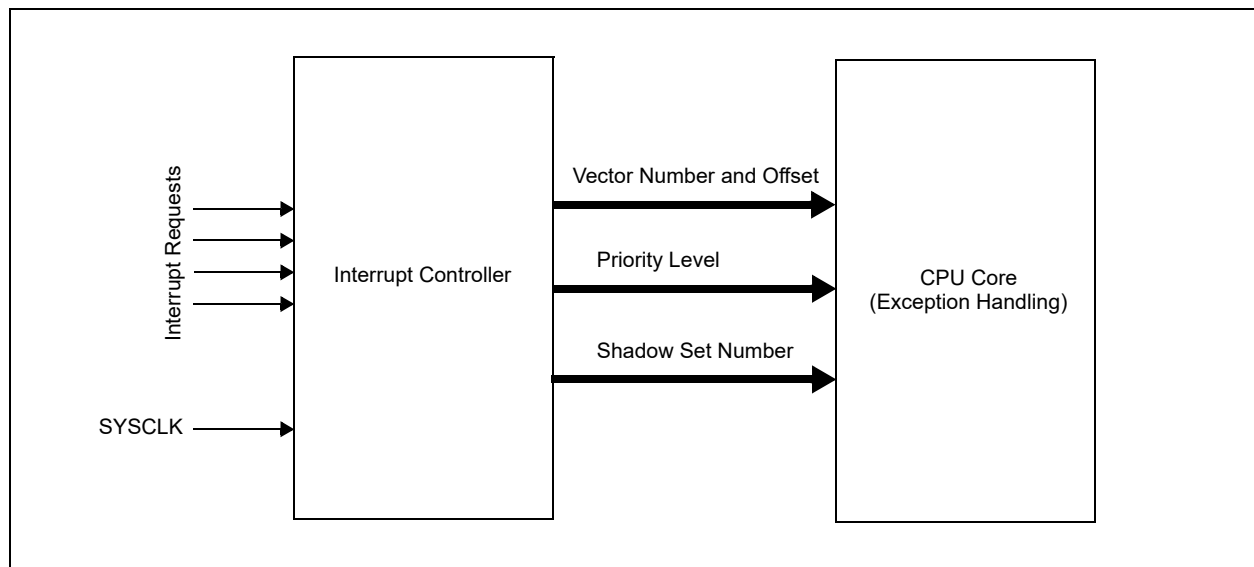 Interrupt Requests
SYSCLK
Interrupt Controller
Vector Number and Offset
Priority Level
Shadow Set Number
CPU Core
(Exception Handling)